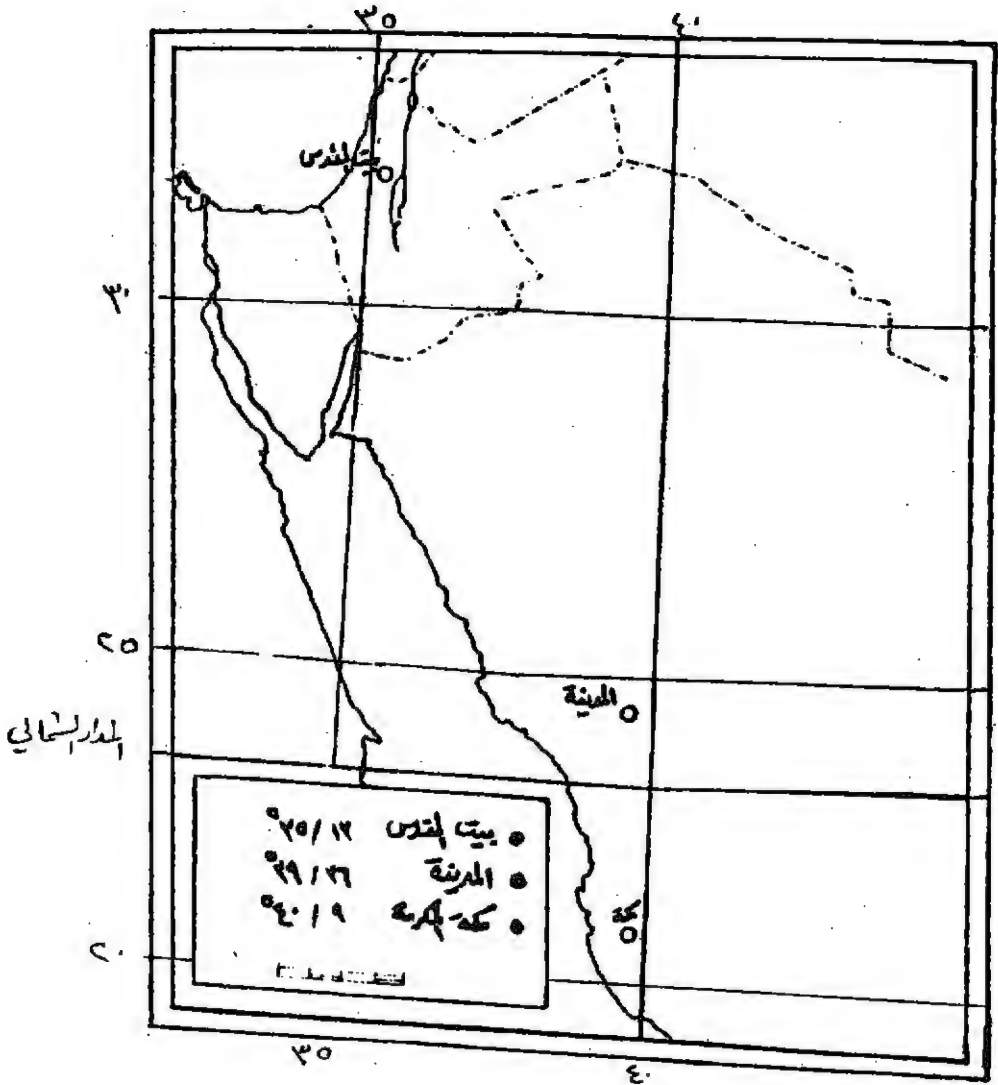 ٣٥ ٤٠
بيت المقدس
٣٠
٢٥
المدينة
المدار الشمالي
بيت المقدس ١٣ / ٣٥°
المدينة ٣٦ / ٣٩°
مكة المكرمة ٩ / ٤٠°
مكة
٢٠
٣٥ ٤٠